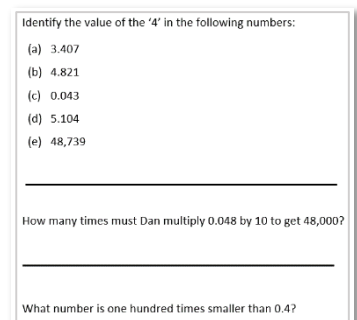 Identify the value of the ‘4’ in the following numbers:
(a) 3.407
(b) 4.821
(c) 0.043
(d) 5.104
(e) 48,739
How many times must Dan multiply 0.048 by 10 to get 48,000?
What number is one hundred times smaller than 0.4?